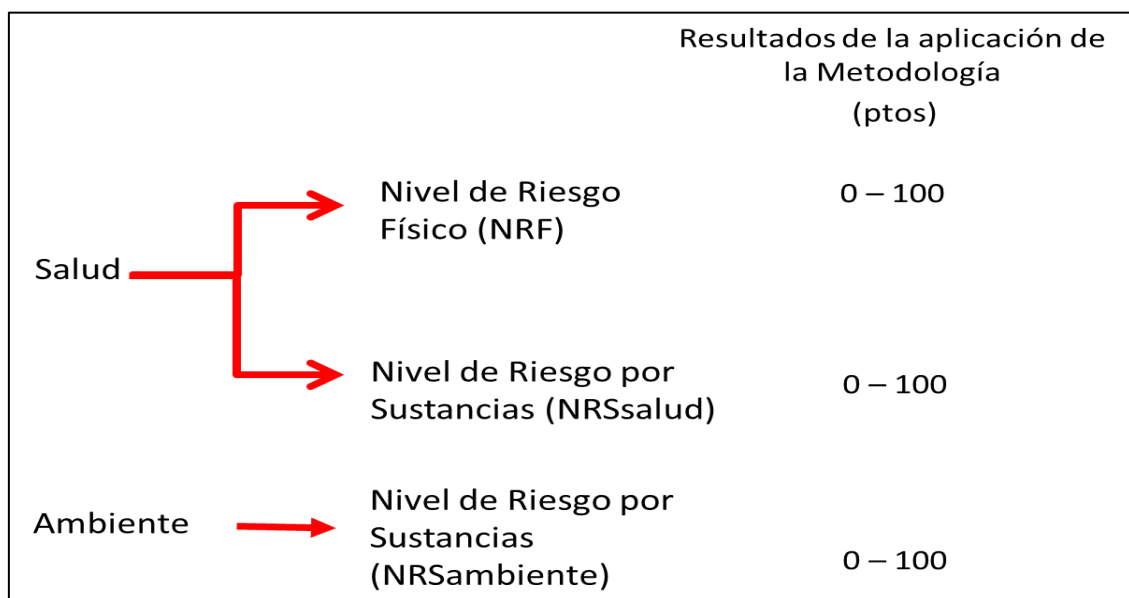 Resultados de la aplicación de
la Metodología
(ptos)
Nivel de Riesgo
Físico (NRF)
0 – 100
Salud
Nivel de Riesgo por
Sustancias (NRSsalud)
0 – 100
Ambiente
Nivel de Riesgo por
Sustancias
(NRSambiente)
0 – 100